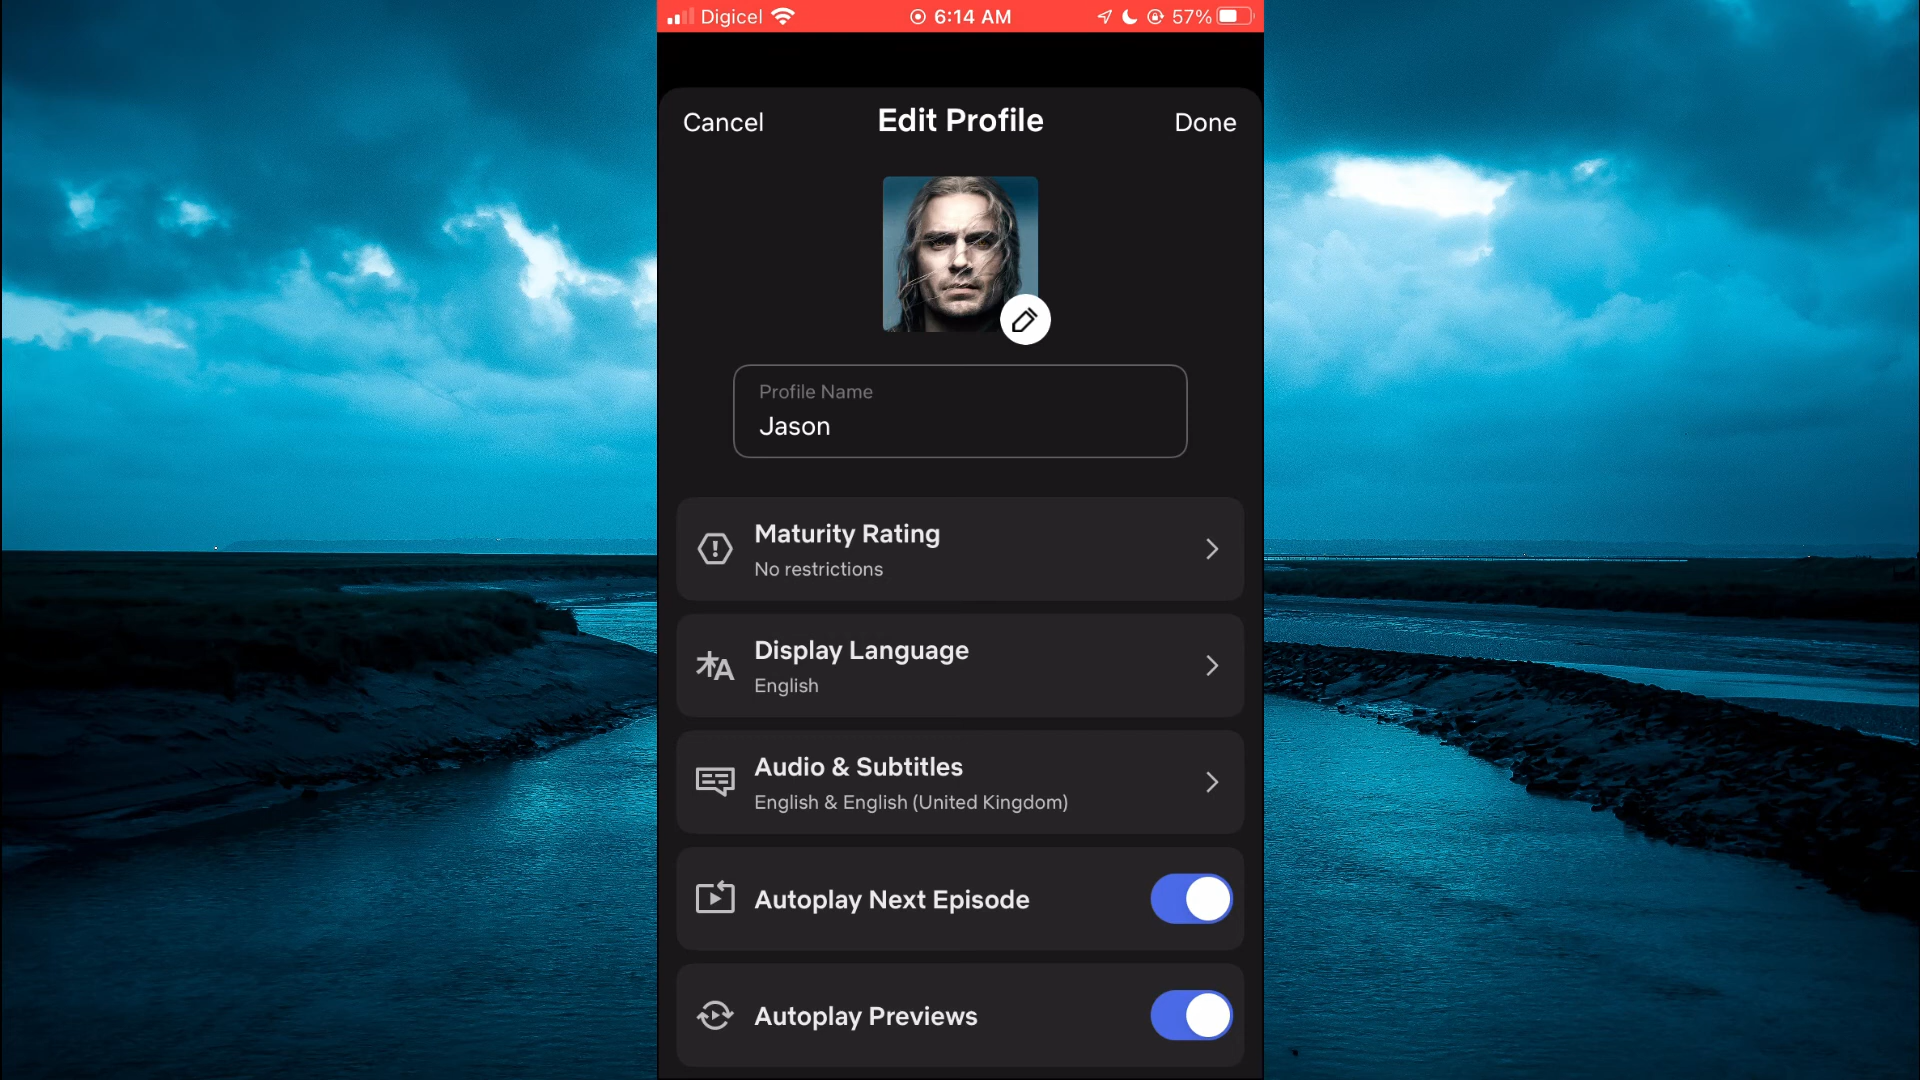 Digicel 6:14 AM 57%
Cancel Edit Profile Done
Profile Name
Jason
Maturity Rating
No restrictions
Display Language
English
Audio & Subtitles
English & English (United Kingdom)
Autoplay Next Episode
Autoplay Previews